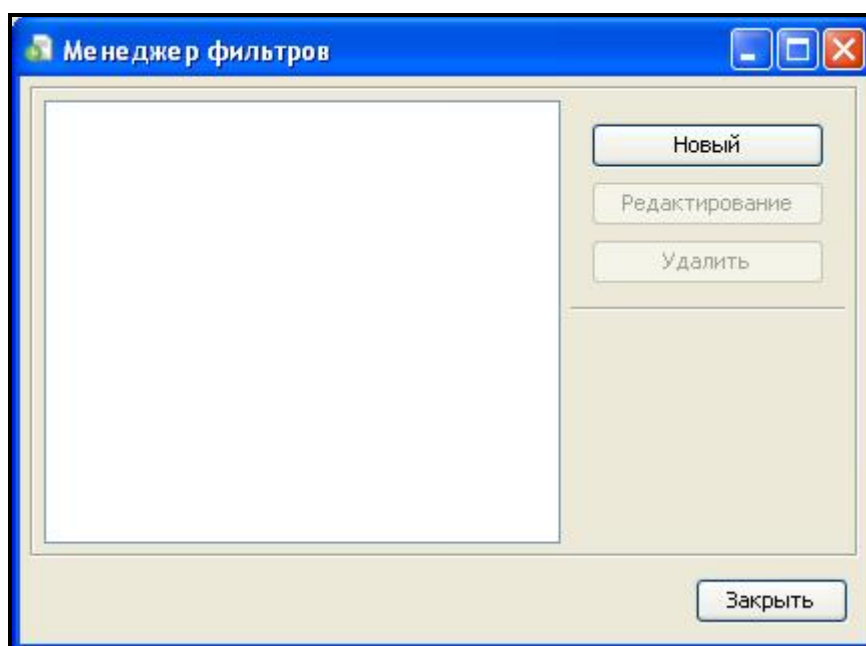 Менеджер фильтров
Новый
Редактирование
Удалить
Закрыть